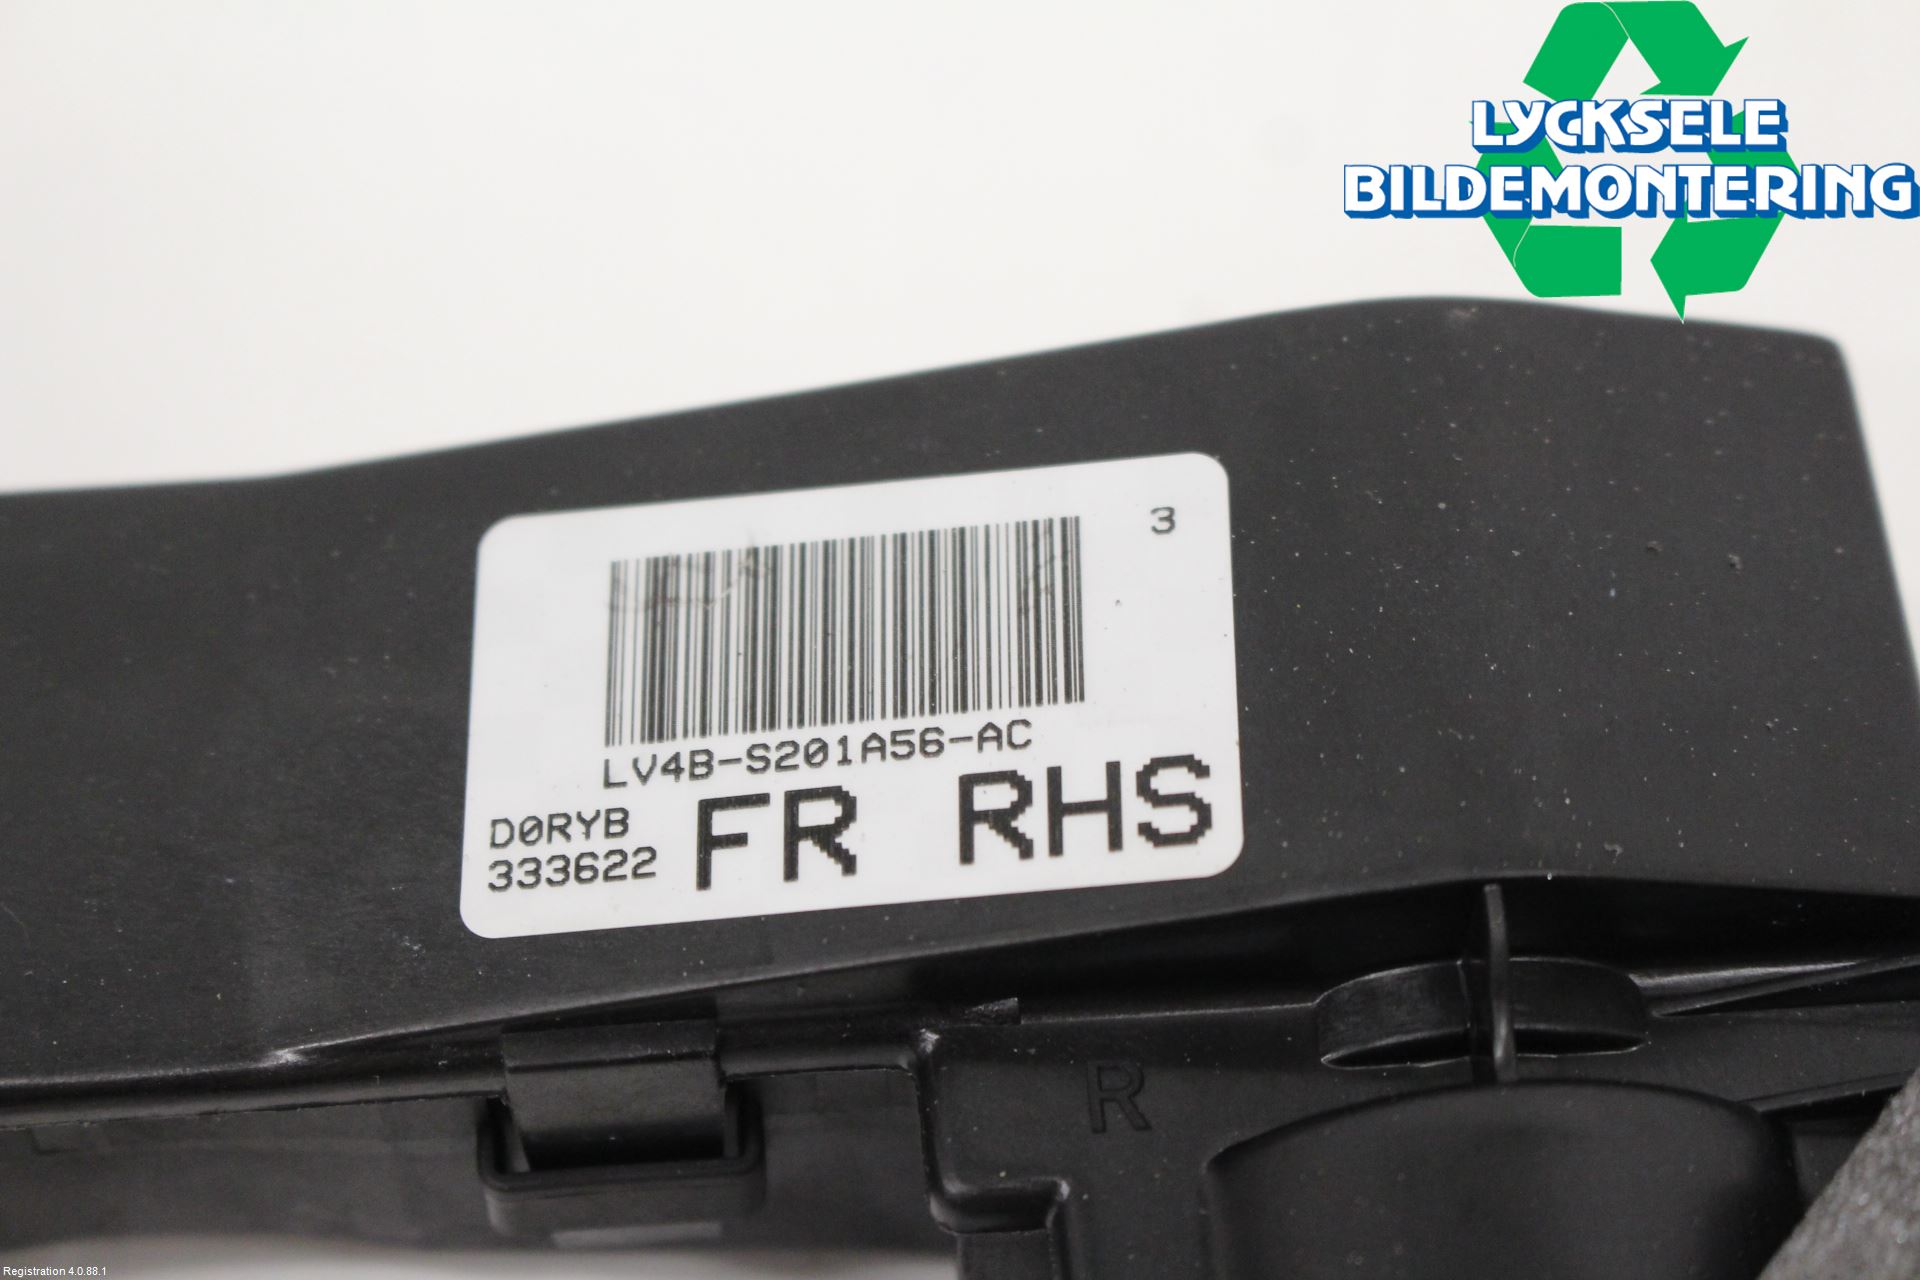 LYCKSELE
BILDEMONTERING
3
LV4B-S201A56-AC
D0RYB
333622
FR RHS
R
Registration 4.0.88.1